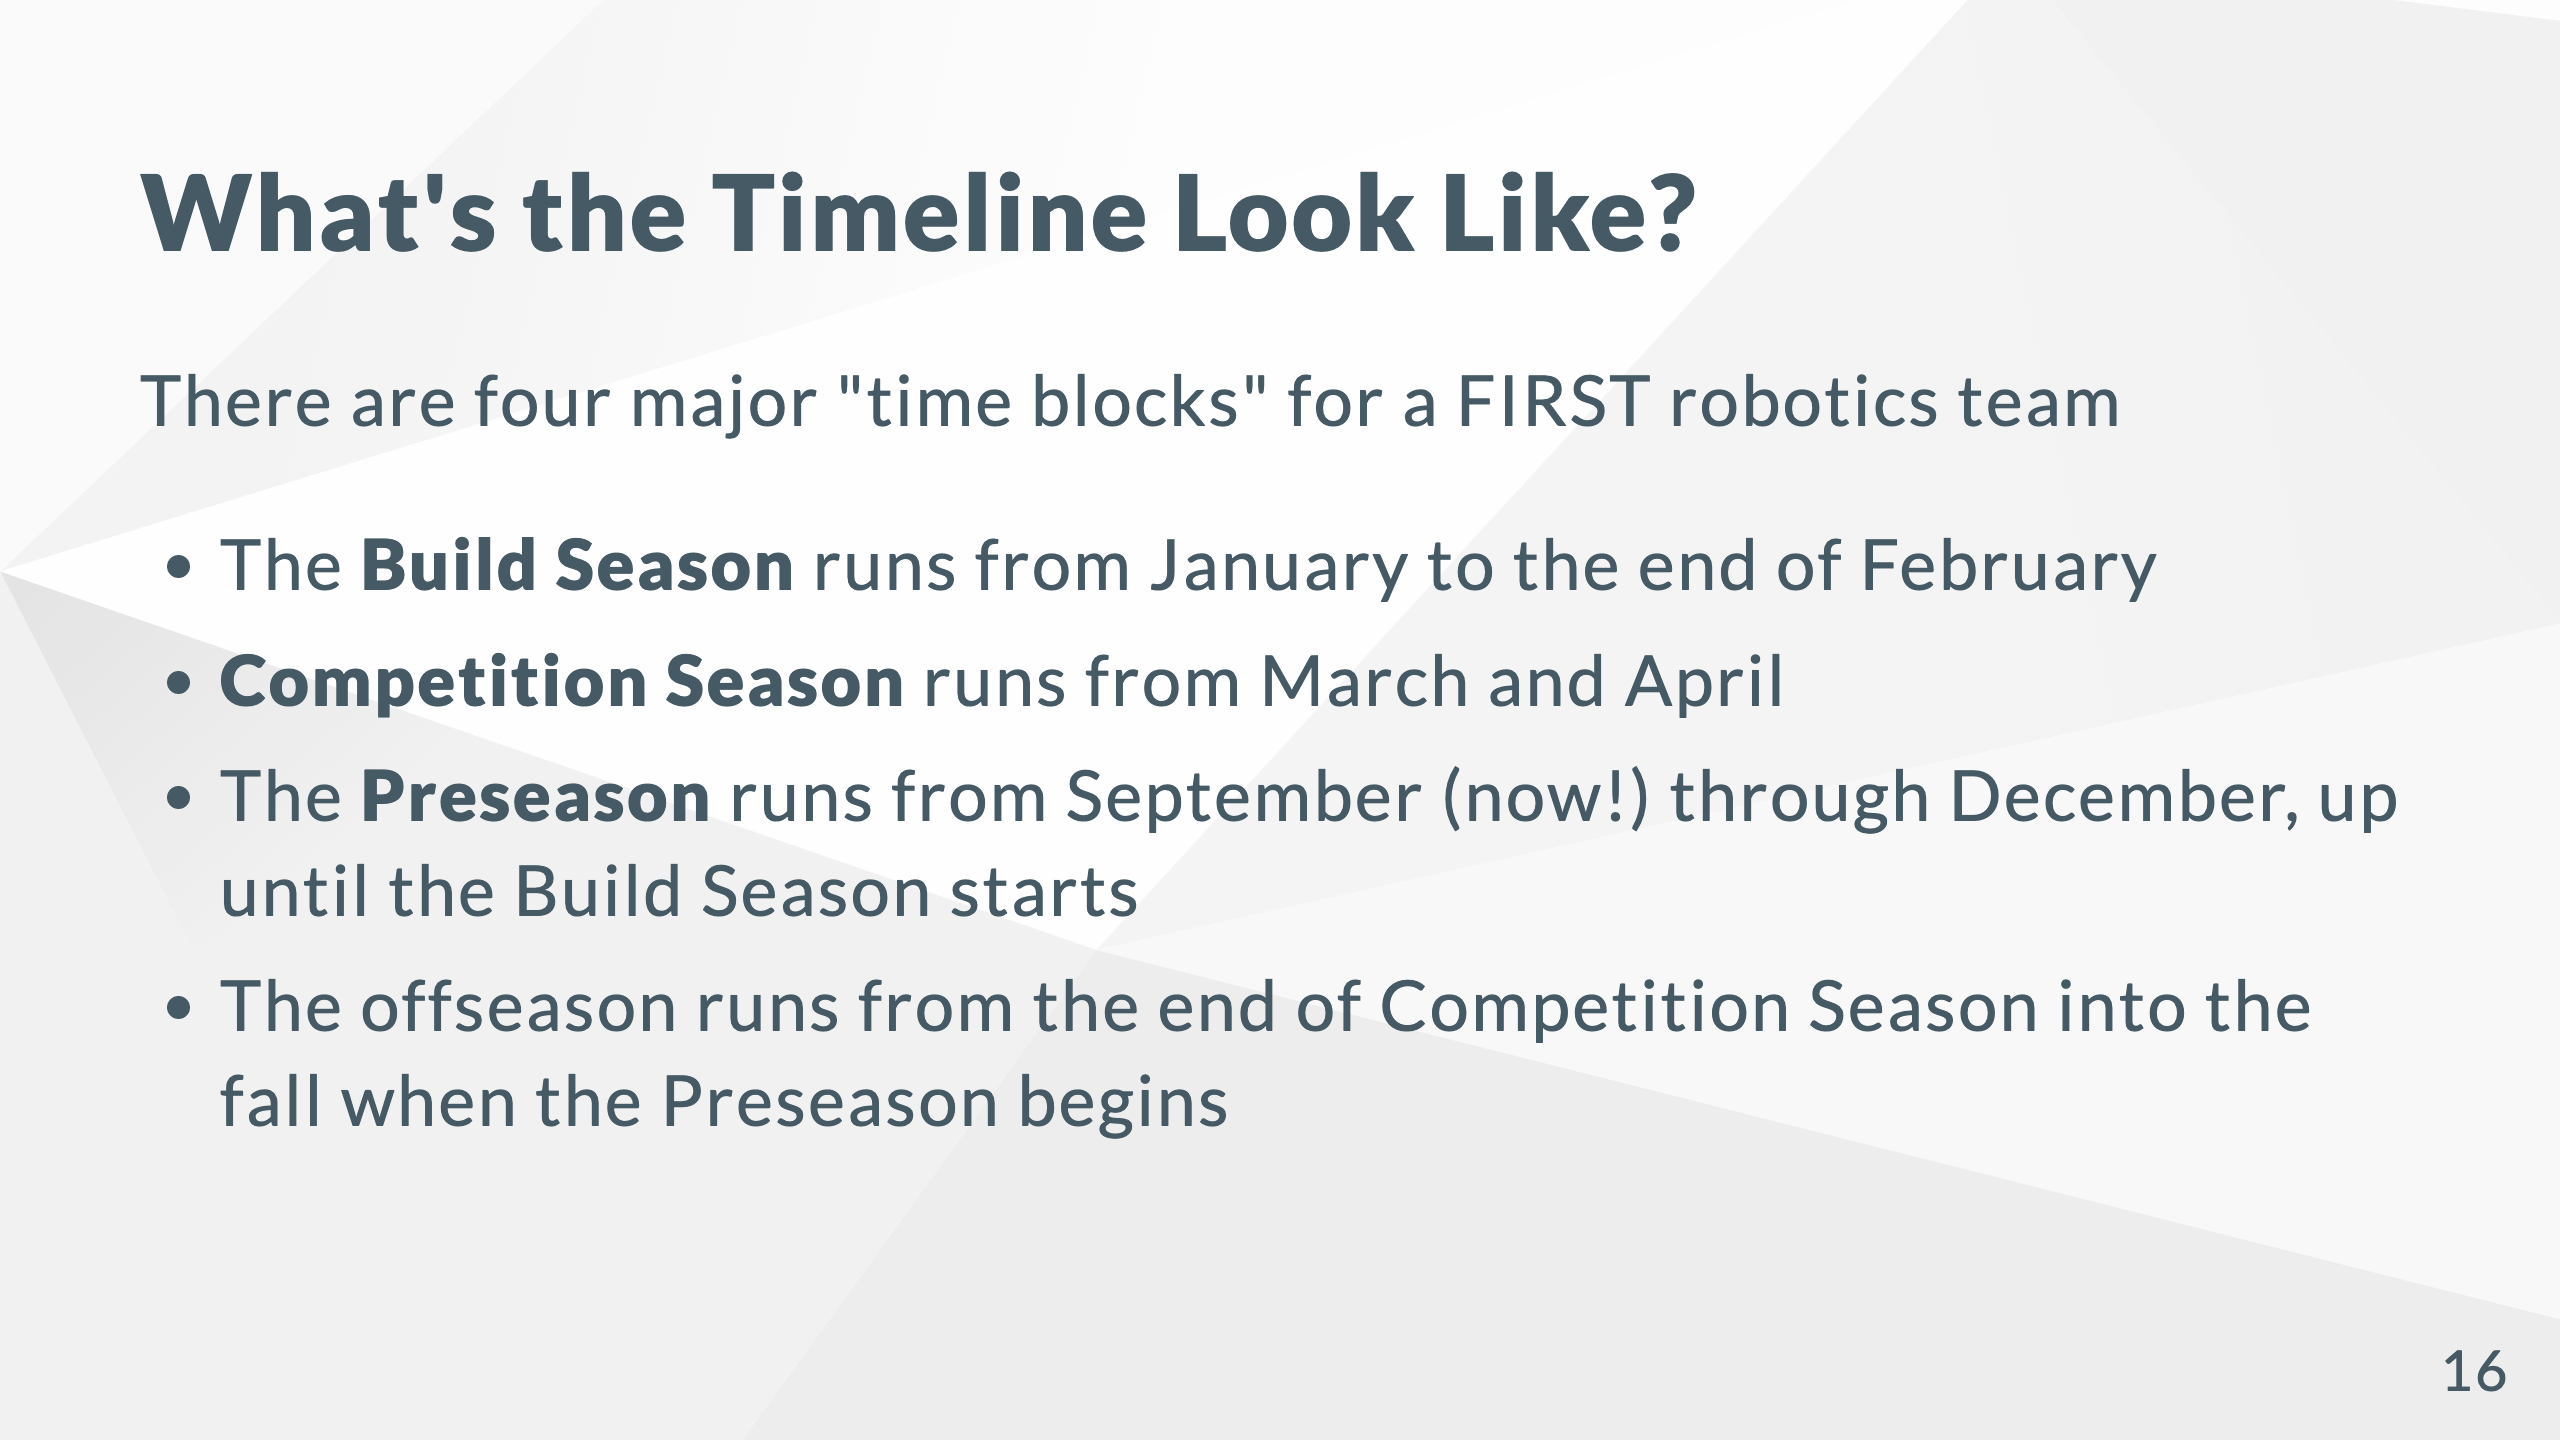 What's the Timeline Look Like?
There are four major "time blocks" for a FIRST robotics team
• The Build Season runs from January to the end of February
• Competition Season runs from March and April
• The Preseason runs from September (now!) through December, up
until the Build Season starts
• The offseason runs from the end of Competition Season into the
fall when the Preseason begins
16